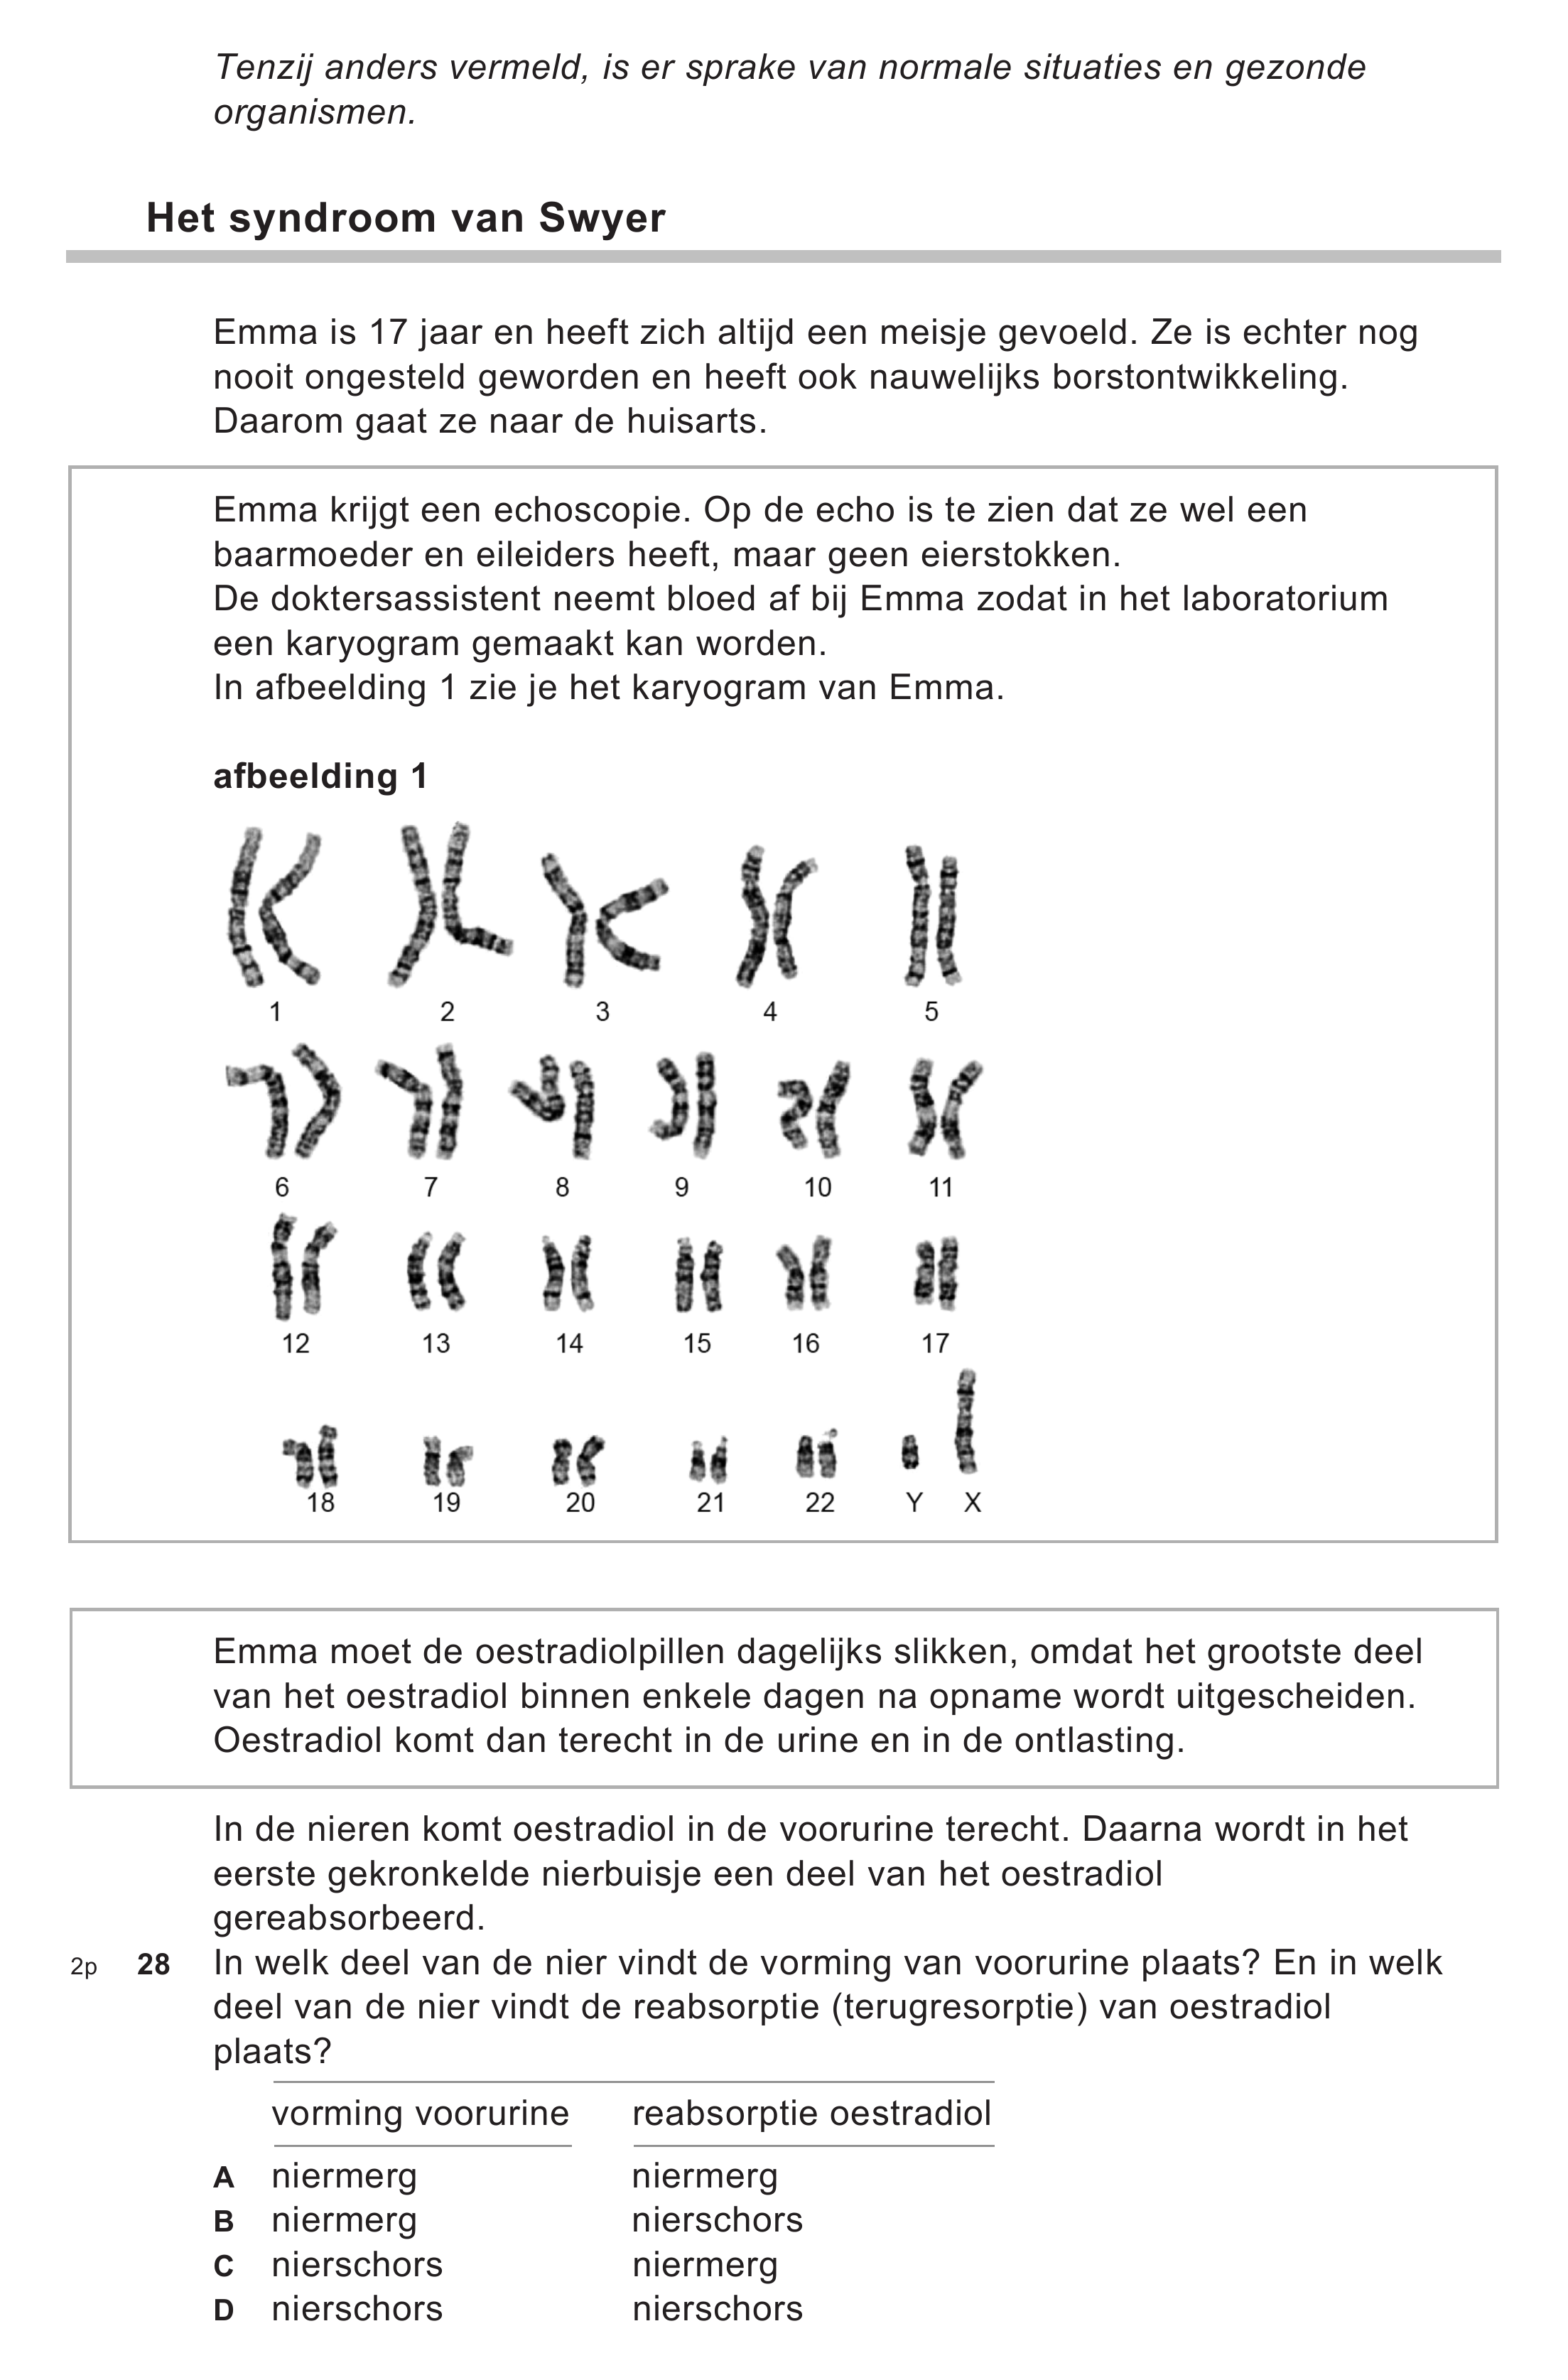 Tenzij anders vermeld, is er sprake van normale situaties en gezonde
organismen.
Het syndroom van Swyer
Emma is 17 jaar en heeft zich altijd een meisje gevoeld. Ze is echter nog
nooit ongesteld geworden en heeft ook nauwelijks borstontwikkeling.
Daarom gaat ze naar de huisarts.
Emma krijgt een echoscopie. Op de echo is te zien dat ze wel een
baarmoeder en eileiders heeft, maar geen eierstokken.
De doktersassistent neemt bloed af bij Emma zodat in het laboratorium
een karyogram gemaakt kan worden.
In afbeelding 1 zie je het karyogram van Emma.
afbeelding 1
1 2 3 4 5
6 7 8 9 10 11
12 13 14 15 16 17
18 19 20 21 22 Y X
Emma moet de oestradiolpillen dagelijks slikken, omdat het grootste deel
van het oestradiol binnen enkele dagen na opname wordt uitgescheiden.
Oestradiol komt dan terecht in de urine en in de ontlasting.
In de nieren komt oestradiol in de voorurine terecht. Daarna wordt in het
eerste gekronkelde nierbuisje een deel van het oestradiol
gereabsorbeerd.
2p 28 In welk deel van de nier vindt de vorming van voorurine plaats? En in welk
deel van de nier vindt de reabsorptie (terugresorptie) van oestradiol
plaats?
vorming voorurine reabsorptie oestradiol
A niermerg niermerg
B niermerg nierschors
C nierschors niermerg
D nierschors nierschors